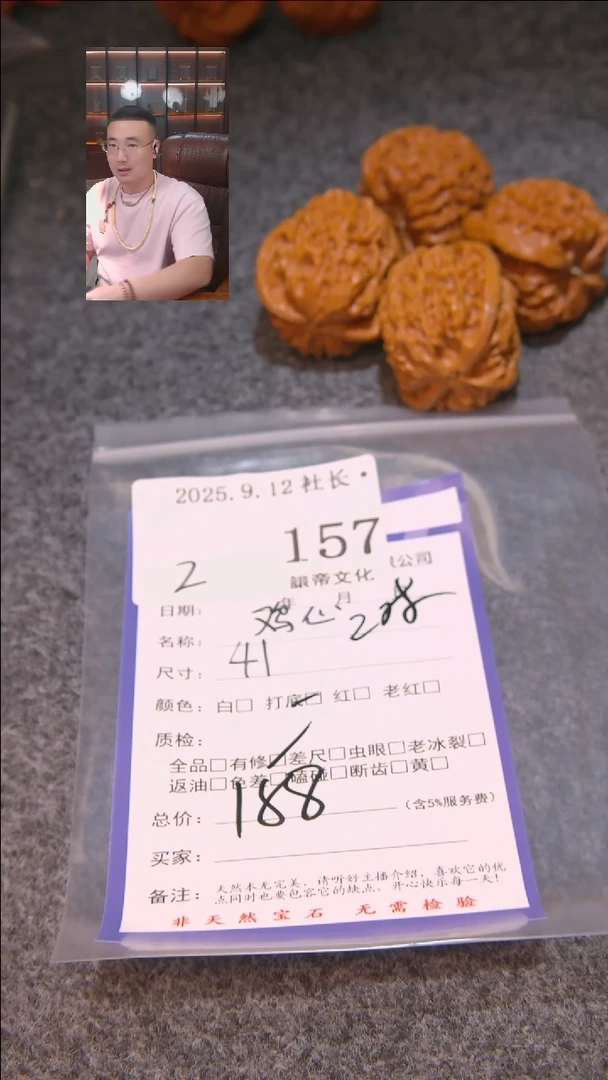 2025.9.12 社长
157
2
韻帝文化
限公司
日期： 年 月
名称： 鸡心 2对
尺寸： 41
颜色：白□ 打底□ 红□ 老红□
质检：
全品□有修□差尺□虫眼□老冰裂□
返油□色差□磕碰□断齿□黄□
总价： 188 （含5%服务费）
买家：
备注：天然本无完美，请听好主播介绍，喜欢它的优
点同时也要包容它的缺点，开心快乐每一天！
非天然宝石 无需检验